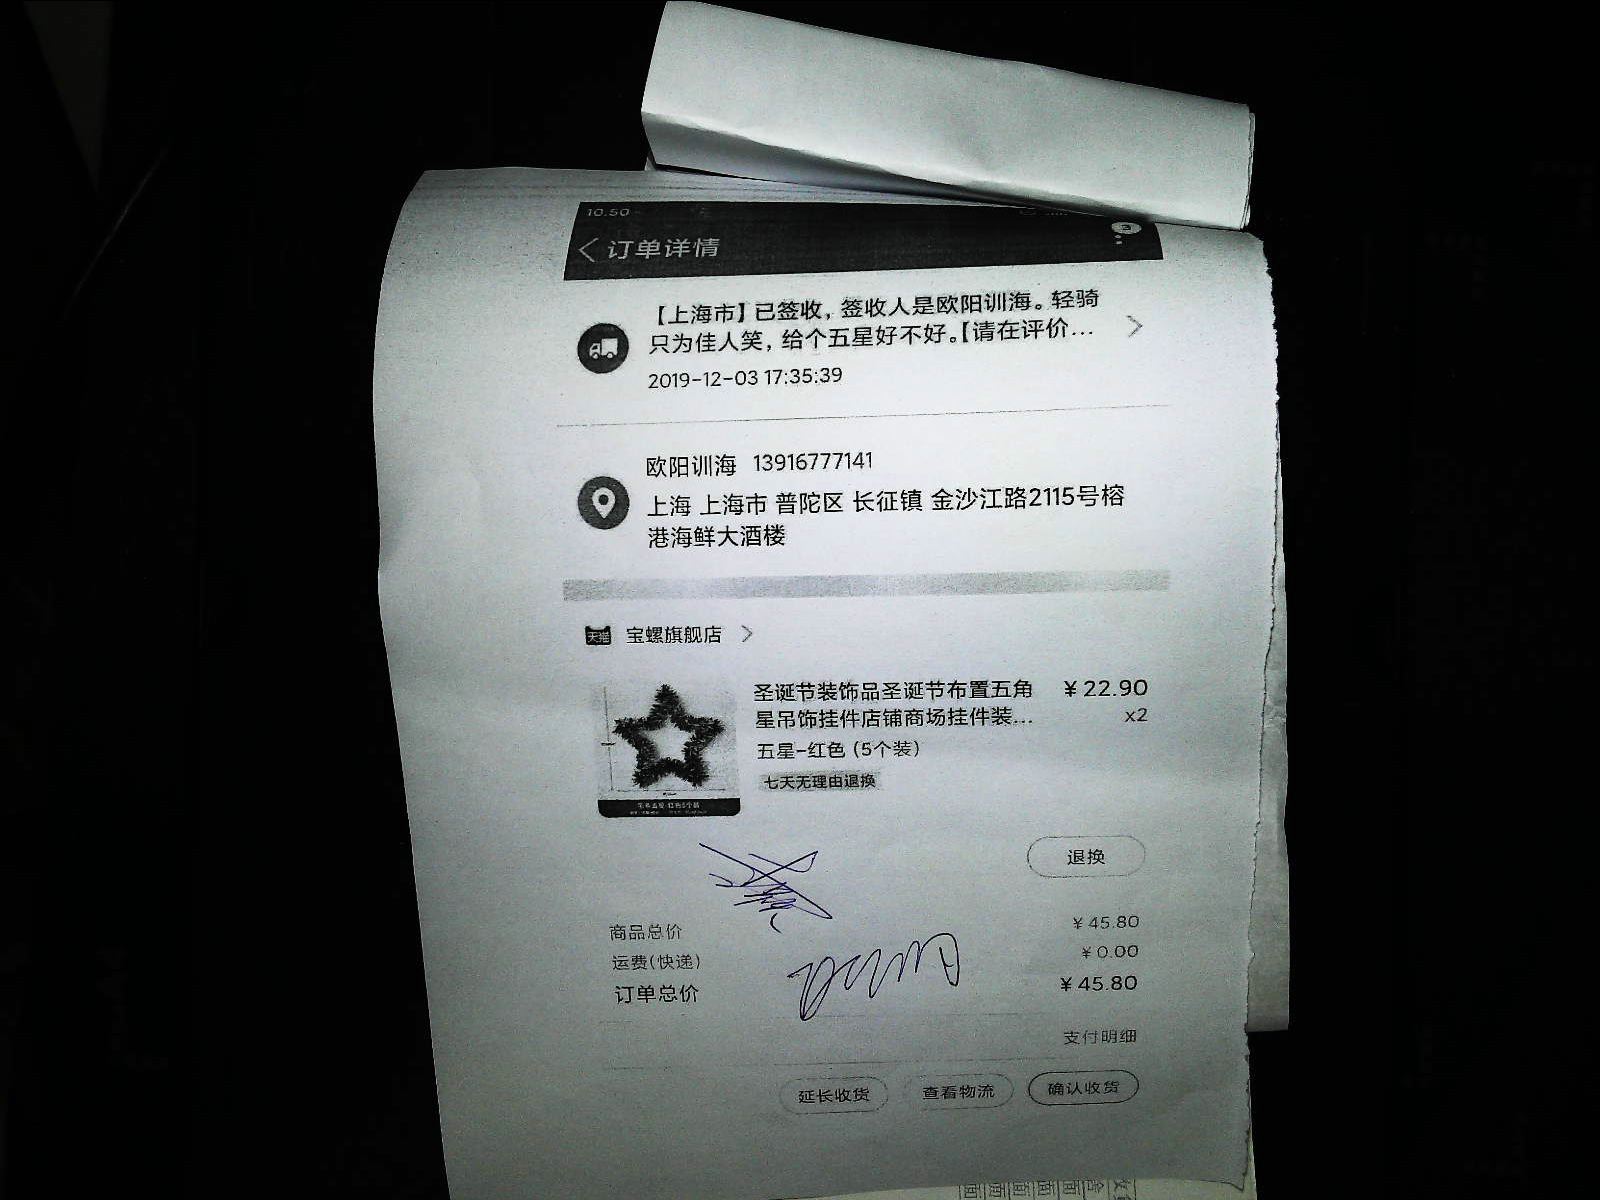 10:50
订单详情
【上海市】已签收，签收人是欧阳训海。轻骑
只为佳人笑，给个五星好不好。【请在评价...
2019-12-03 17:35:39
欧阳训海 13916777141
上海 上海市 普陀区 长征镇 金沙江路2115号榕
港海鲜大酒楼
天猫 宝螺旗舰店
圣诞节装饰品圣诞节布置五角 ￥22.90
星吊饰挂件店铺商场挂件装... x2
五星-红色（5个装）
七天无理由退换
退换
商品总价 ￥45.80
运费(快递) ￥0.00
订单总价 ￥45.80
支付明细
延长收货 查看物流 确认收货